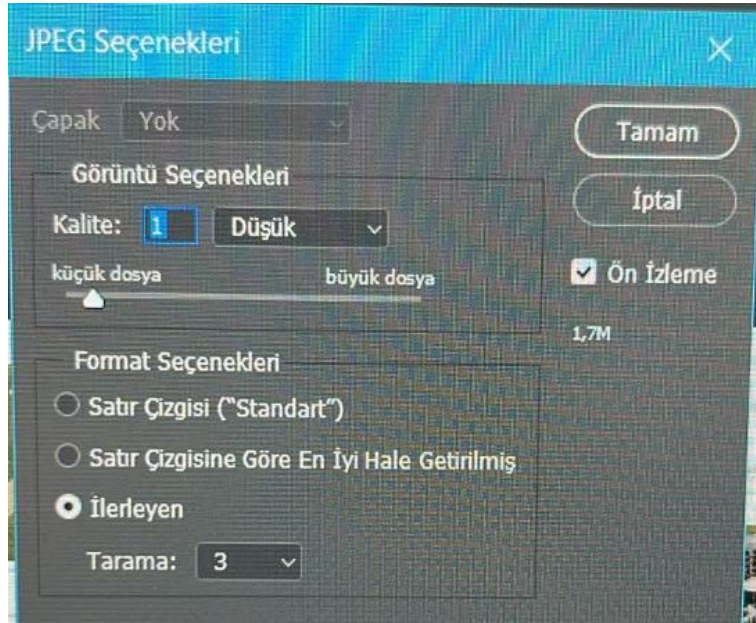 JPEG Seçenekleri
Çapak Yok
Tamam
Görüntü Seçenekleri
İptal
Kalite: 1 Düşük
küçük dosya büyük dosya
Ön İzleme
1,7M
Format Seçenekleri
Satır Çizgisi (“Standart”)
Satır Çizgisine Göre En İyi Hale Getirilmiş
İlerleyen
Tarama: 3